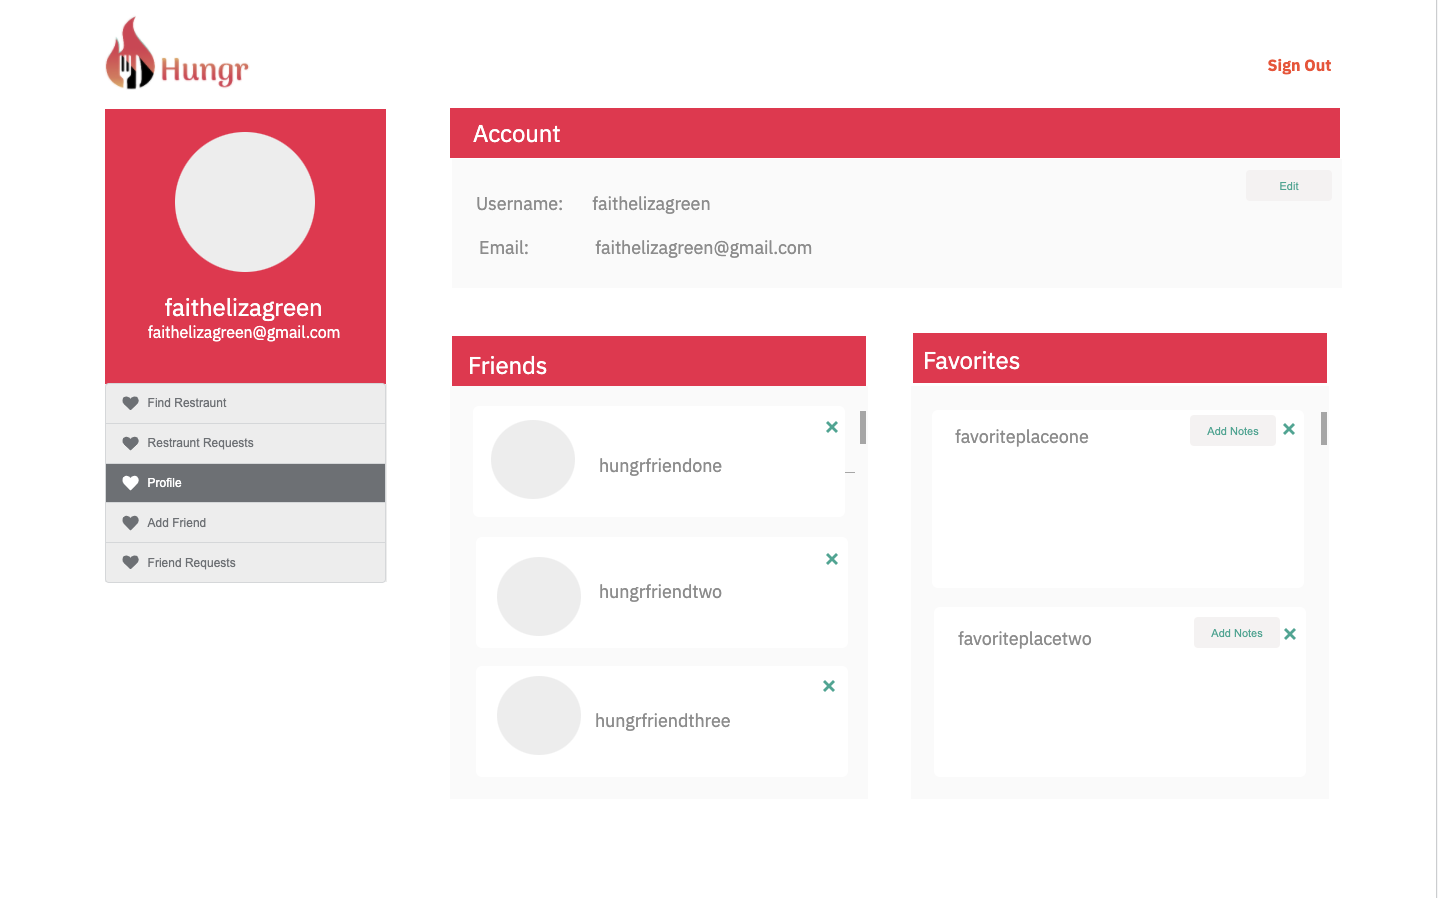 Hungr
Sign Out
faithelizagreen
faithelizagreen@gmail.com
Find Restraunt
Restraunt Requests
Profile
Add Friend
Friend Requests
Account
Edit
Username: faithelizagreen
Email: faithelizagreen@gmail.com
Friends
hungrfriendone
hungrfriendtwo
hungrfriendthree
Favorites
favoriteplaceone
Add Notes
favoriteplacetwo
Add Notes